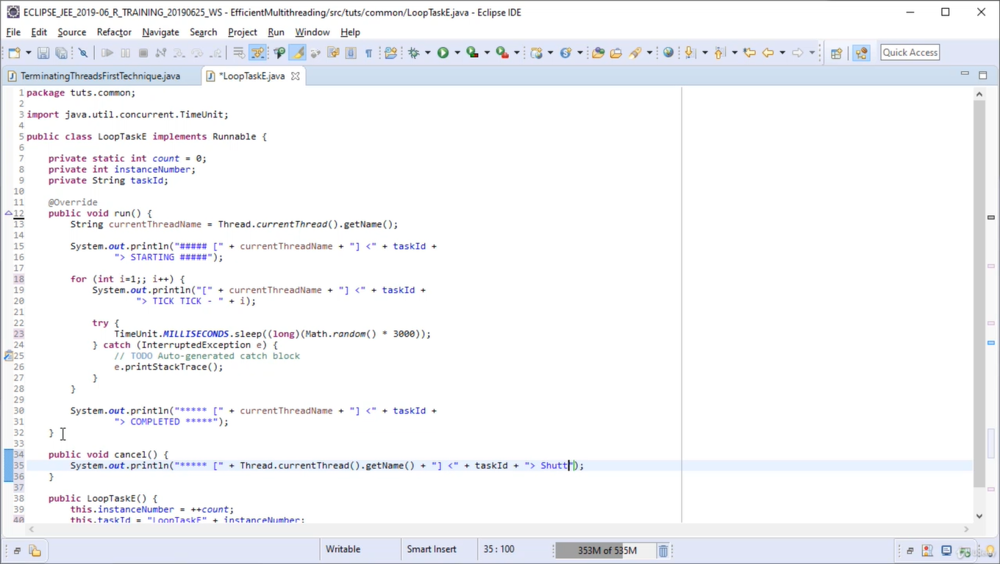 ECLIPSE_JEE_2019-06_R_TRAINING_20190625_WS - EfficientMultithreading/src/tuts/common/LoopTaskE.java - Eclipse IDE
File Edit Source Refactor Navigate Search Project Run Window Help
Quick Access
TerminatingThreadsFirstTechnique.java *LoopTaskE.java
1 package tuts.common;
2
3 import java.util.concurrent.TimeUnit;
4
5 public class LoopTaskE implements Runnable {
6
7 private static int count = 0;
8 private int instanceNumber;
9 private String taskId;
10
11 @Override
12 public void run() {
13 String currentThreadName = Thread.currentThread().getName();
14
15 System.out.println("##### [" + currentThreadName + "] <" + taskId +
16 "> STARTING #####");
17
18 for (int i=1;; i++) {
19 System.out.println("[" + currentThreadName + "] <" + taskId +
20 "> TICK TICK - " + i);
21
22 try {
23 TimeUnit.MILLISECONDS.sleep((long)(Math.random() * 3000));
24 } catch (InterruptedException e) {
25 // TODO Auto-generated catch block
26 e.printStackTrace();
27 }
28 }
29
30 System.out.println("***** [" + currentThreadName + "] <" + taskId +
31 "> COMPLETED *****");
32 }
33
34 public void cancel() {
35 System.out.println("***** [" + Thread.currentThread().getName() + "] <" + taskId + "> Shutt");
36 }
37
38 public LoopTaskE() {
39 this.instanceNumber = ++count;
40 this.taskId = "LoopTaskE" + instanceNumber;
Writable Smart Insert 35 : 100 353M of 535M